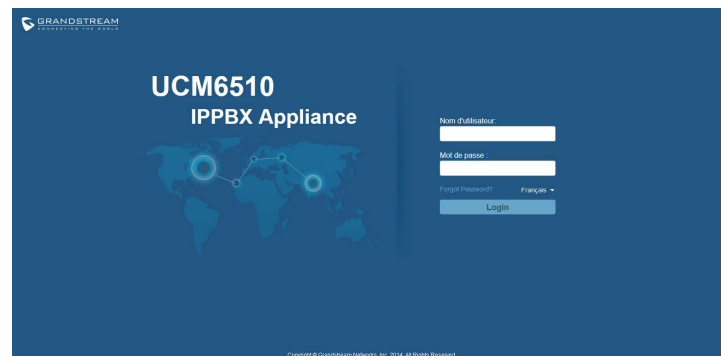 GRANDSTREAM
CONNECTING THE WORLD
UCM6510
IPPBX Appliance
Nom d'utilisateur:
Mot de passe :
Forgot Password?
Français
Login
Copyright © Grandstream Networks, Inc. 2014. All Rights Reserved.